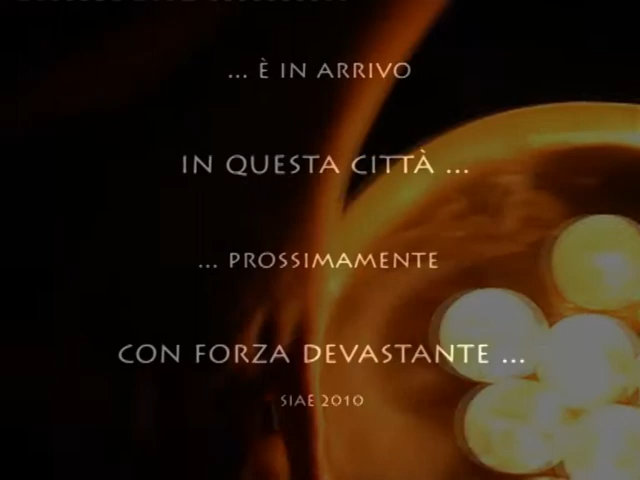 ... È IN ARRIVO
IN QUESTA CITTÀ ...
... PROSSIMAMENTE
CON FORZA DEVASTANTE ...
SIAE 2010